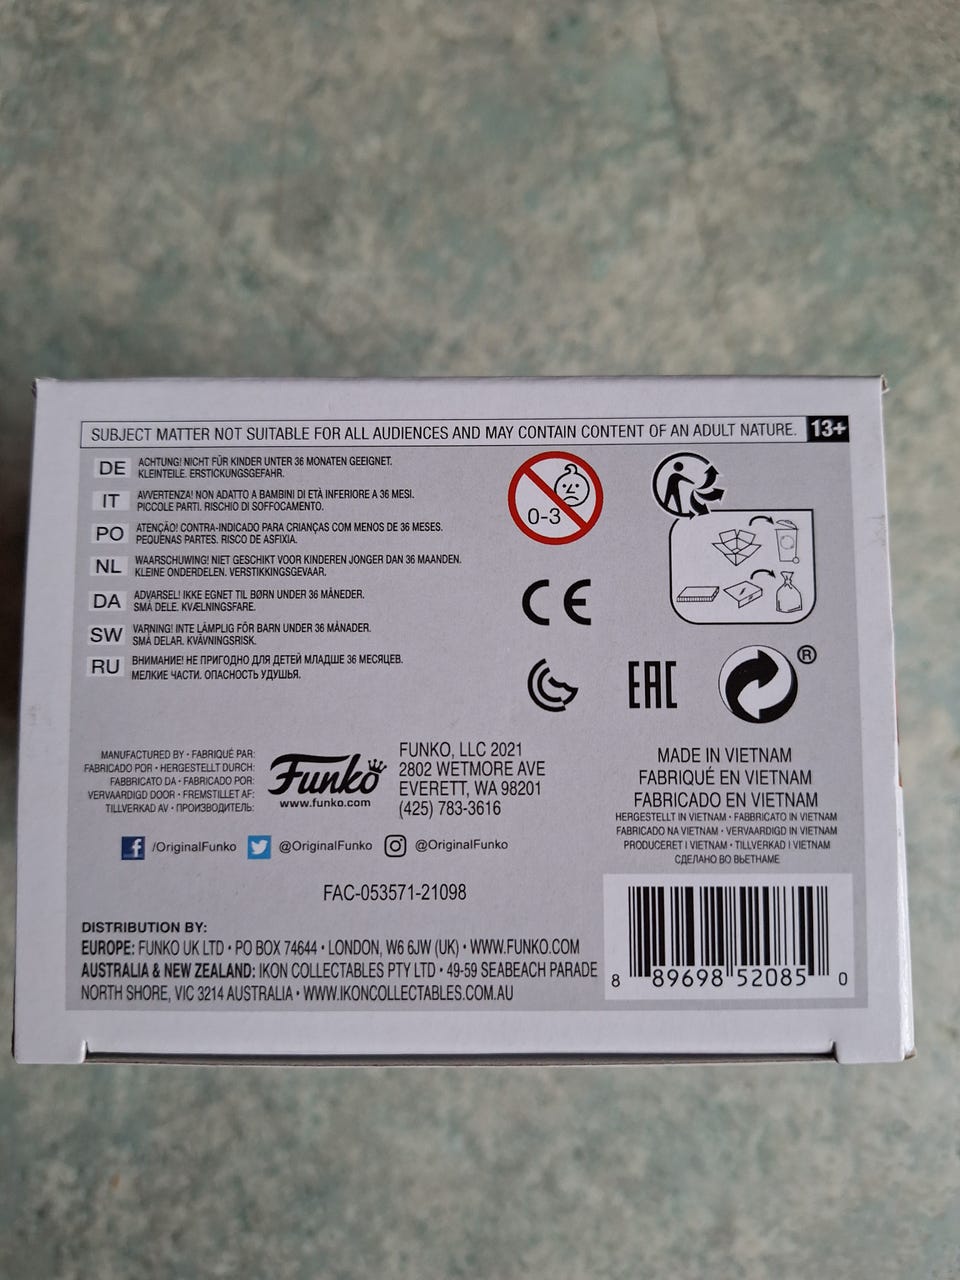 SUBJECT MATTER NOT SUITABLE FOR ALL AUDIENCES AND MAY CONTAIN CONTENT OF AN ADULT NATURE. 13+
DE ACHTUNG! NICHT FÜR KINDER UNTER 36 MONATEN GEEIGNET.
KLEINTEILE. ERSTICKUNGSGEFAHR.
IT AVVERTENZA! NON ADATTO A BAMBINI DI ETÀ INFERIORE A 36 MESI.
PICCOLE PARTI. RISCHIO DI SOFFOCAMENTO.
PO ATENÇÃO! CONTRA-INDICADO PARA CRIANÇAS COM MENOS DE 36 MESES.
PEQUENAS PARTES. RISCO DE ASFIXIA.
NL WAARSCHUWING! NIET GESCHIKT VOOR KINDEREN JONGER DAN 36 MAANDEN.
KLEINE ONDERDELEN. VERSTIKKINGSGEVAAR.
DA ADVARSEL! IKKE EGNET TIL BØRN UNDER 36 MÅNEDER.
SMÅ DELE. KVÆLNINGSFARE.
SW VARNING! INTE LÄMPLIG FÖR BARN UNDER 36 MÅNADER.
SMÅ DELAR. KVÄVNINGSRISK.
RU ВНИМАНИЕ! НЕ ПРИГОДНО ДЛЯ ДЕТЕЙ МЛАДШЕ 36 МЕСЯЦЕВ.
МЕЛКИЕ ЧАСТИ. ОПАСНОСТЬ УДУШЬЯ.
0-3
CE
EAC
®
MANUFACTURED BY • FABRIQUÉ PAR:
FABRICADO POR • HERGESTELLT DURCH:
FABBRICATO DA • FABRICADO POR:
VERVAARDIGD DOOR • FREMSTILLET AF:
TILLVERKAD AV • ПРОИЗВОДИТЕЛЬ:
Funko
www.funko.com
FUNKO, LLC 2021
2802 WETMORE AVE
EVERETT, WA 98201
(425) 783-3616
MADE IN VIETNAM
FABRIQUÉ EN VIETNAM
FABRICADO EN VIETNAM
HERGESTELLT IN VIETNAM • FABBRICATO IN VIETNAM
FABRICADO NA VIETNAM • VERVAARDIGD IN VIETNAM
PRODUCERET I VIETNAM • TILLVERKAD I VIETNAM
СДЕЛАНО ВО ВЬЕТНАМЕ
f /OriginalFunko @OriginalFunko @OriginalFunko
FAC-053571-21098
DISTRIBUTION BY:
EUROPE: FUNKO UK LTD • PO BOX 74644 • LONDON, W6 6JW (UK) • WWW.FUNKO.COM
AUSTRALIA & NEW ZEALAND: IKON COLLECTABLES PTY LTD • 49-59 SEABEACH PARADE
NORTH SHORE, VIC 3214 AUSTRALIA • WWW.IKONCOLLECTABLES.COM.AU
8 89698 52085 0